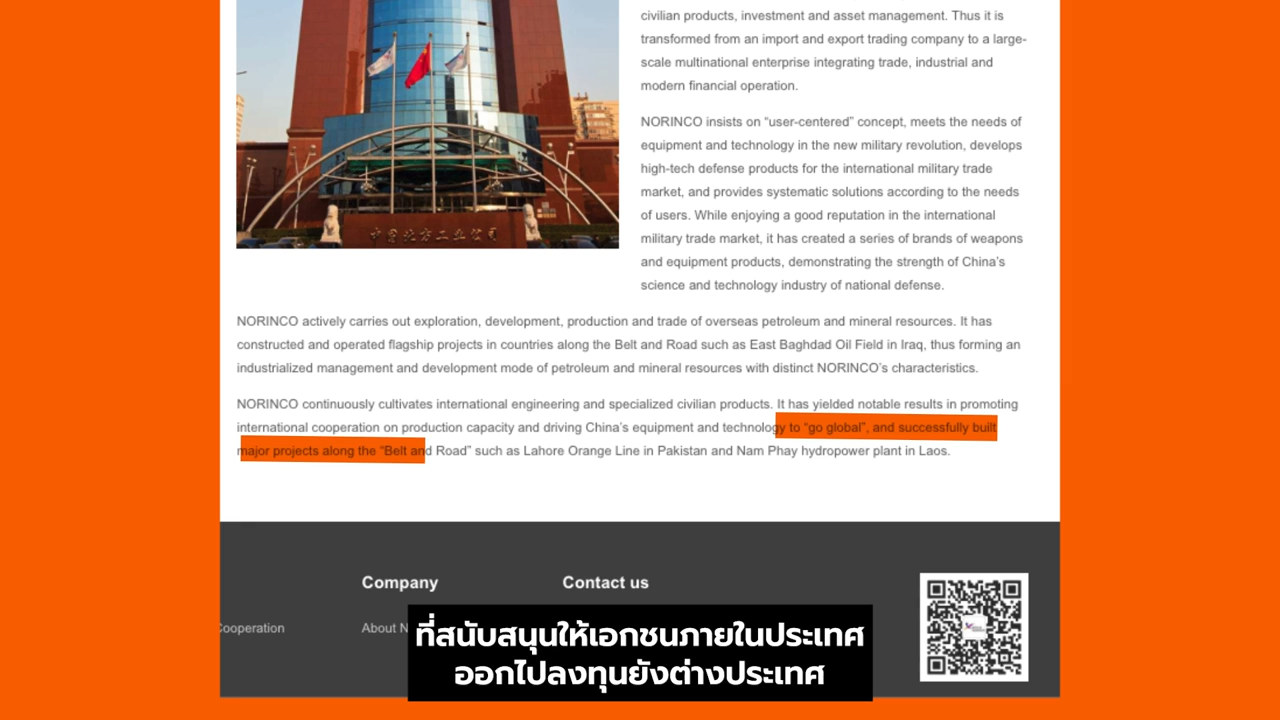 civilian products, investment and asset management. Thus it is
transformed from an import and export trading company to a large-
scale multinational enterprise integrating trade, industrial and
modern financial operation.
NORINCO insists on “user-centered” concept, meets the needs of
equipment and technology in the new military revolution, develops
high-tech defense products for the international military trade
market, and provides systematic solutions according to the needs
of users. While enjoying a good reputation in the international
military trade market, it has created a series of brands of weapons
and equipment products, demonstrating the strength of China’s
science and technology industry of national defense.
中国北方工业公司
NORINCO actively carries out exploration, development, production and trade of overseas petroleum and mineral resources. It has
constructed and operated flagship projects in countries along the Belt and Road such as East Baghdad Oil Field in Iraq, thus forming an
industrialized management and development mode of petroleum and mineral resources with distinct NORINCO’s characteristics.
NORINCO continuously cultivates international engineering and specialized civilian products. It has yielded notable results in promoting
international cooperation on production capacity and driving China’s equipment and technology to “go global”, and successfully built
major projects along the “Belt and Road” such as Lahore Orange Line in Pakistan and Nam Phay hydropower plant in Laos.
Company
Contact us
Cooperation
About N
ที่สนับสนุนให้เอกชนภายในประเทศ
ออกไปลงทุนยังต่างประเทศ